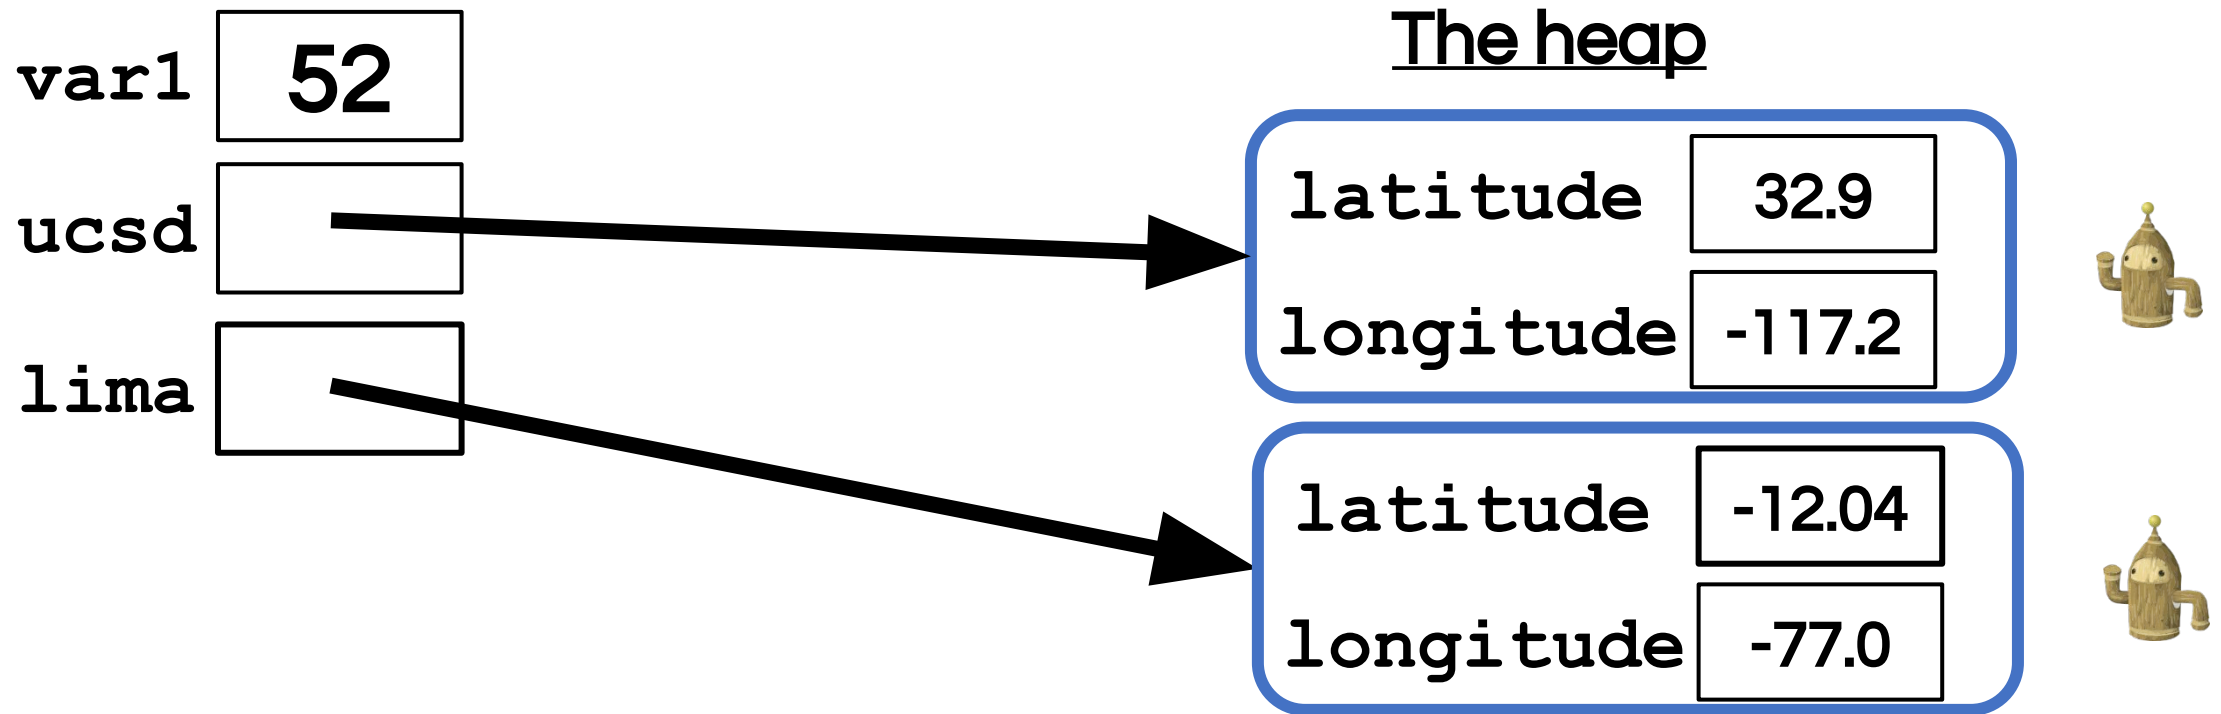 The heap
var1 52
ucsd
lima
latitude 32.9
longitude -117.2
latitude -12.04
longitude -77.0